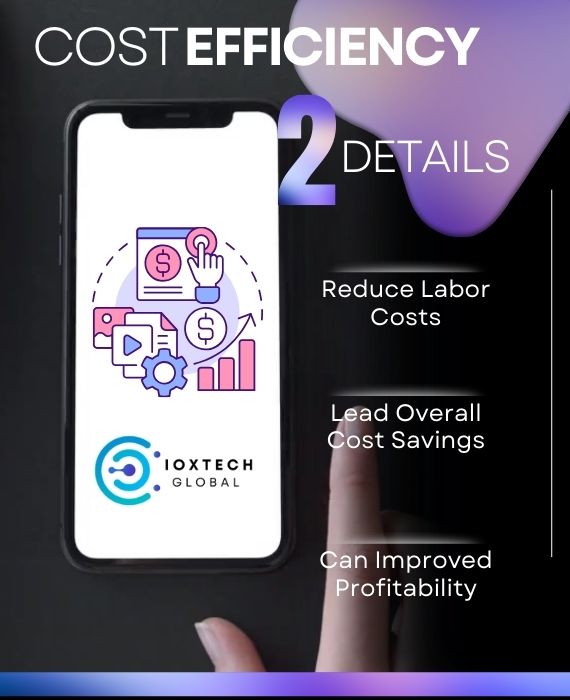 COST EFFICIENCY
2 DETAILS
Reduce Labor
Costs
Lead Overall
Cost Savings
Can Improved
Profitability
IOXTECH
GLOBAL